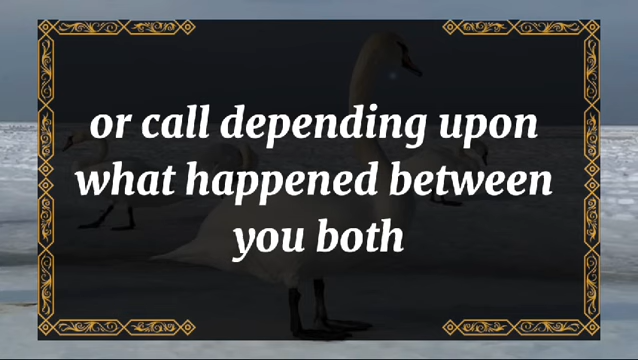 or call depending upon
what happened between
you both